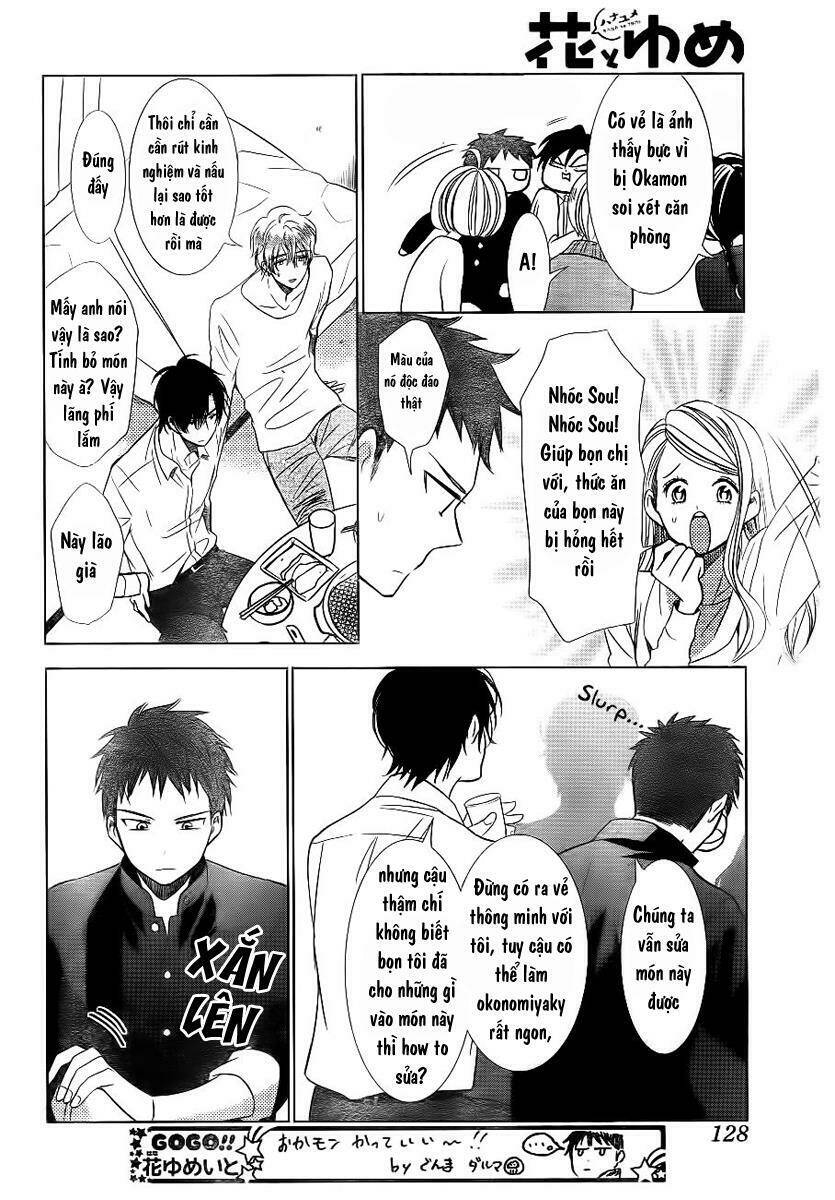 ハナユメ
花とゆめ
Có vẻ là ảnh
thấy bực vì
bị Okamon
soi xét căn
phòng
A!
Thôi chỉ cần
cần rút kinh
nghiệm và nấu
lại sao tốt
hơn là được
rồi mà
Đúng
đấy
Nhóc Sou!
Nhóc Sou!
Giúp bọn chị
với, thức ăn
của bọn này
bị hỏng hết
rồi
Màu của
nó độc đáo
thật
Mấy anh nói
vậy là sao?
Tính bỏ món
này à? Vậy
lãng phí
lắm
Này lão
già
Slurp...
Chúng ta
vẫn sửa
món này
được
Đừng có ra vẻ
thông minh với
tôi, tuy cậu có
thể làm
okonomiyaky
rất ngon,
nhưng cậu
thậm chí
không biết
bọn tôi đã
cho những gì
vào món này
thì how to
sửa?
XẮN
LÊN
128
GOGO!!
花ゆめいと
おかモン かっていい〜!!
by どんま ダルマ
...